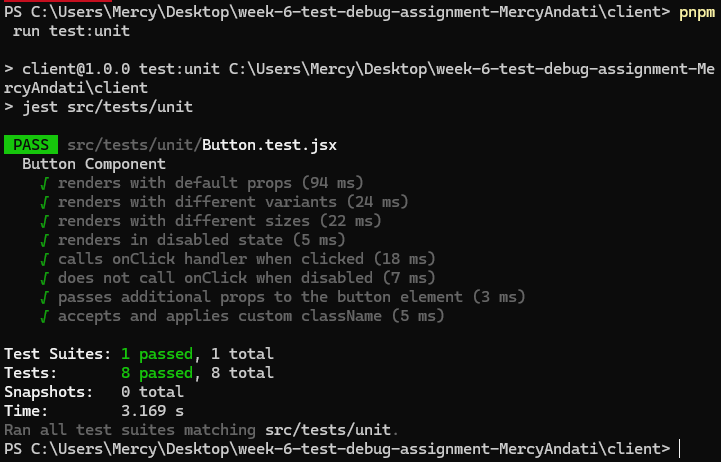 PS C:\Users\Mercy\Desktop\week-6-test-debug-assignment-MercyAndati\client> pnpm
 run test:unit

> client@1.0.0 test:unit C:\Users\Mercy\Desktop\week-6-test-debug-assignment-Me
rcyAndati\client
> jest src/tests/unit

 PASS  src/tests/unit/Button.test.jsx
  Button Component
    √ renders with default props (94 ms)
    √ renders with different variants (24 ms)
    √ renders with different sizes (22 ms)
    √ renders in disabled state (5 ms)
    √ calls onClick handler when clicked (18 ms)
    √ does not call onClick when disabled (7 ms)
    √ passes additional props to the button element (3 ms)
    √ accepts and applies custom className (5 ms)

Test Suites: 1 passed, 1 total
Tests:       8 passed, 8 total
Snapshots:   0 total
Time:        3.169 s
Ran all test suites matching src/tests/unit.
PS C:\Users\Mercy\Desktop\week-6-test-debug-assignment-MercyAndati\client>